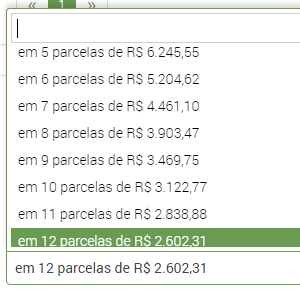 « 1 »
em 5 parcelas de R$ 6.245,55
em 6 parcelas de R$ 5.204,62
em 7 parcelas de R$ 4.461,10
em 8 parcelas de R$ 3.903,47
em 9 parcelas de R$ 3.469,75
em 10 parcelas de R$ 3.122,77
em 11 parcelas de R$ 2.838,88
em 12 parcelas de R$ 2.602,31
em 12 parcelas de R$ 2.602,31